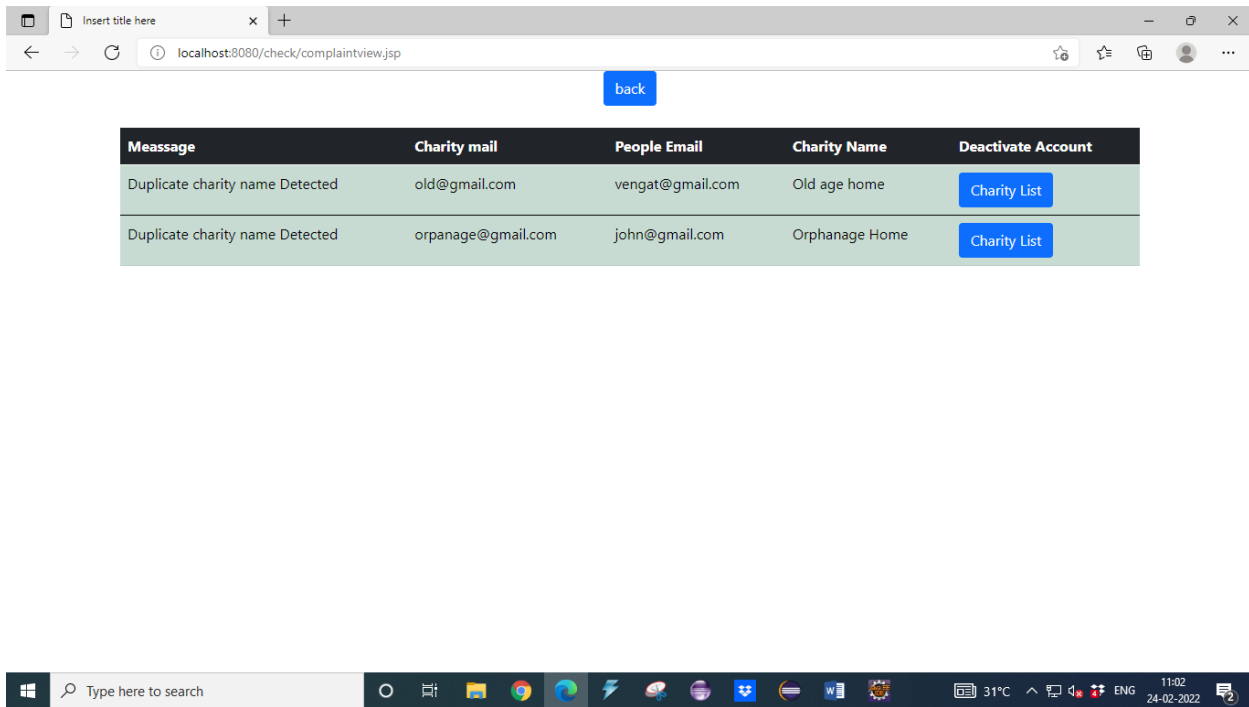 Insert title here
localhost:8080/check/complaintview.jsp
back
Meassage Charity mail People Email Charity Name Deactivate Account
Duplicate charity name Detected old@gmail.com vengat@gmail.com Old age home Charity List
Duplicate charity name Detected orpanage@gmail.com john@gmail.com Orphanage Home Charity List
Type here to search 31°C ENG 11:02
24-02-2022 2